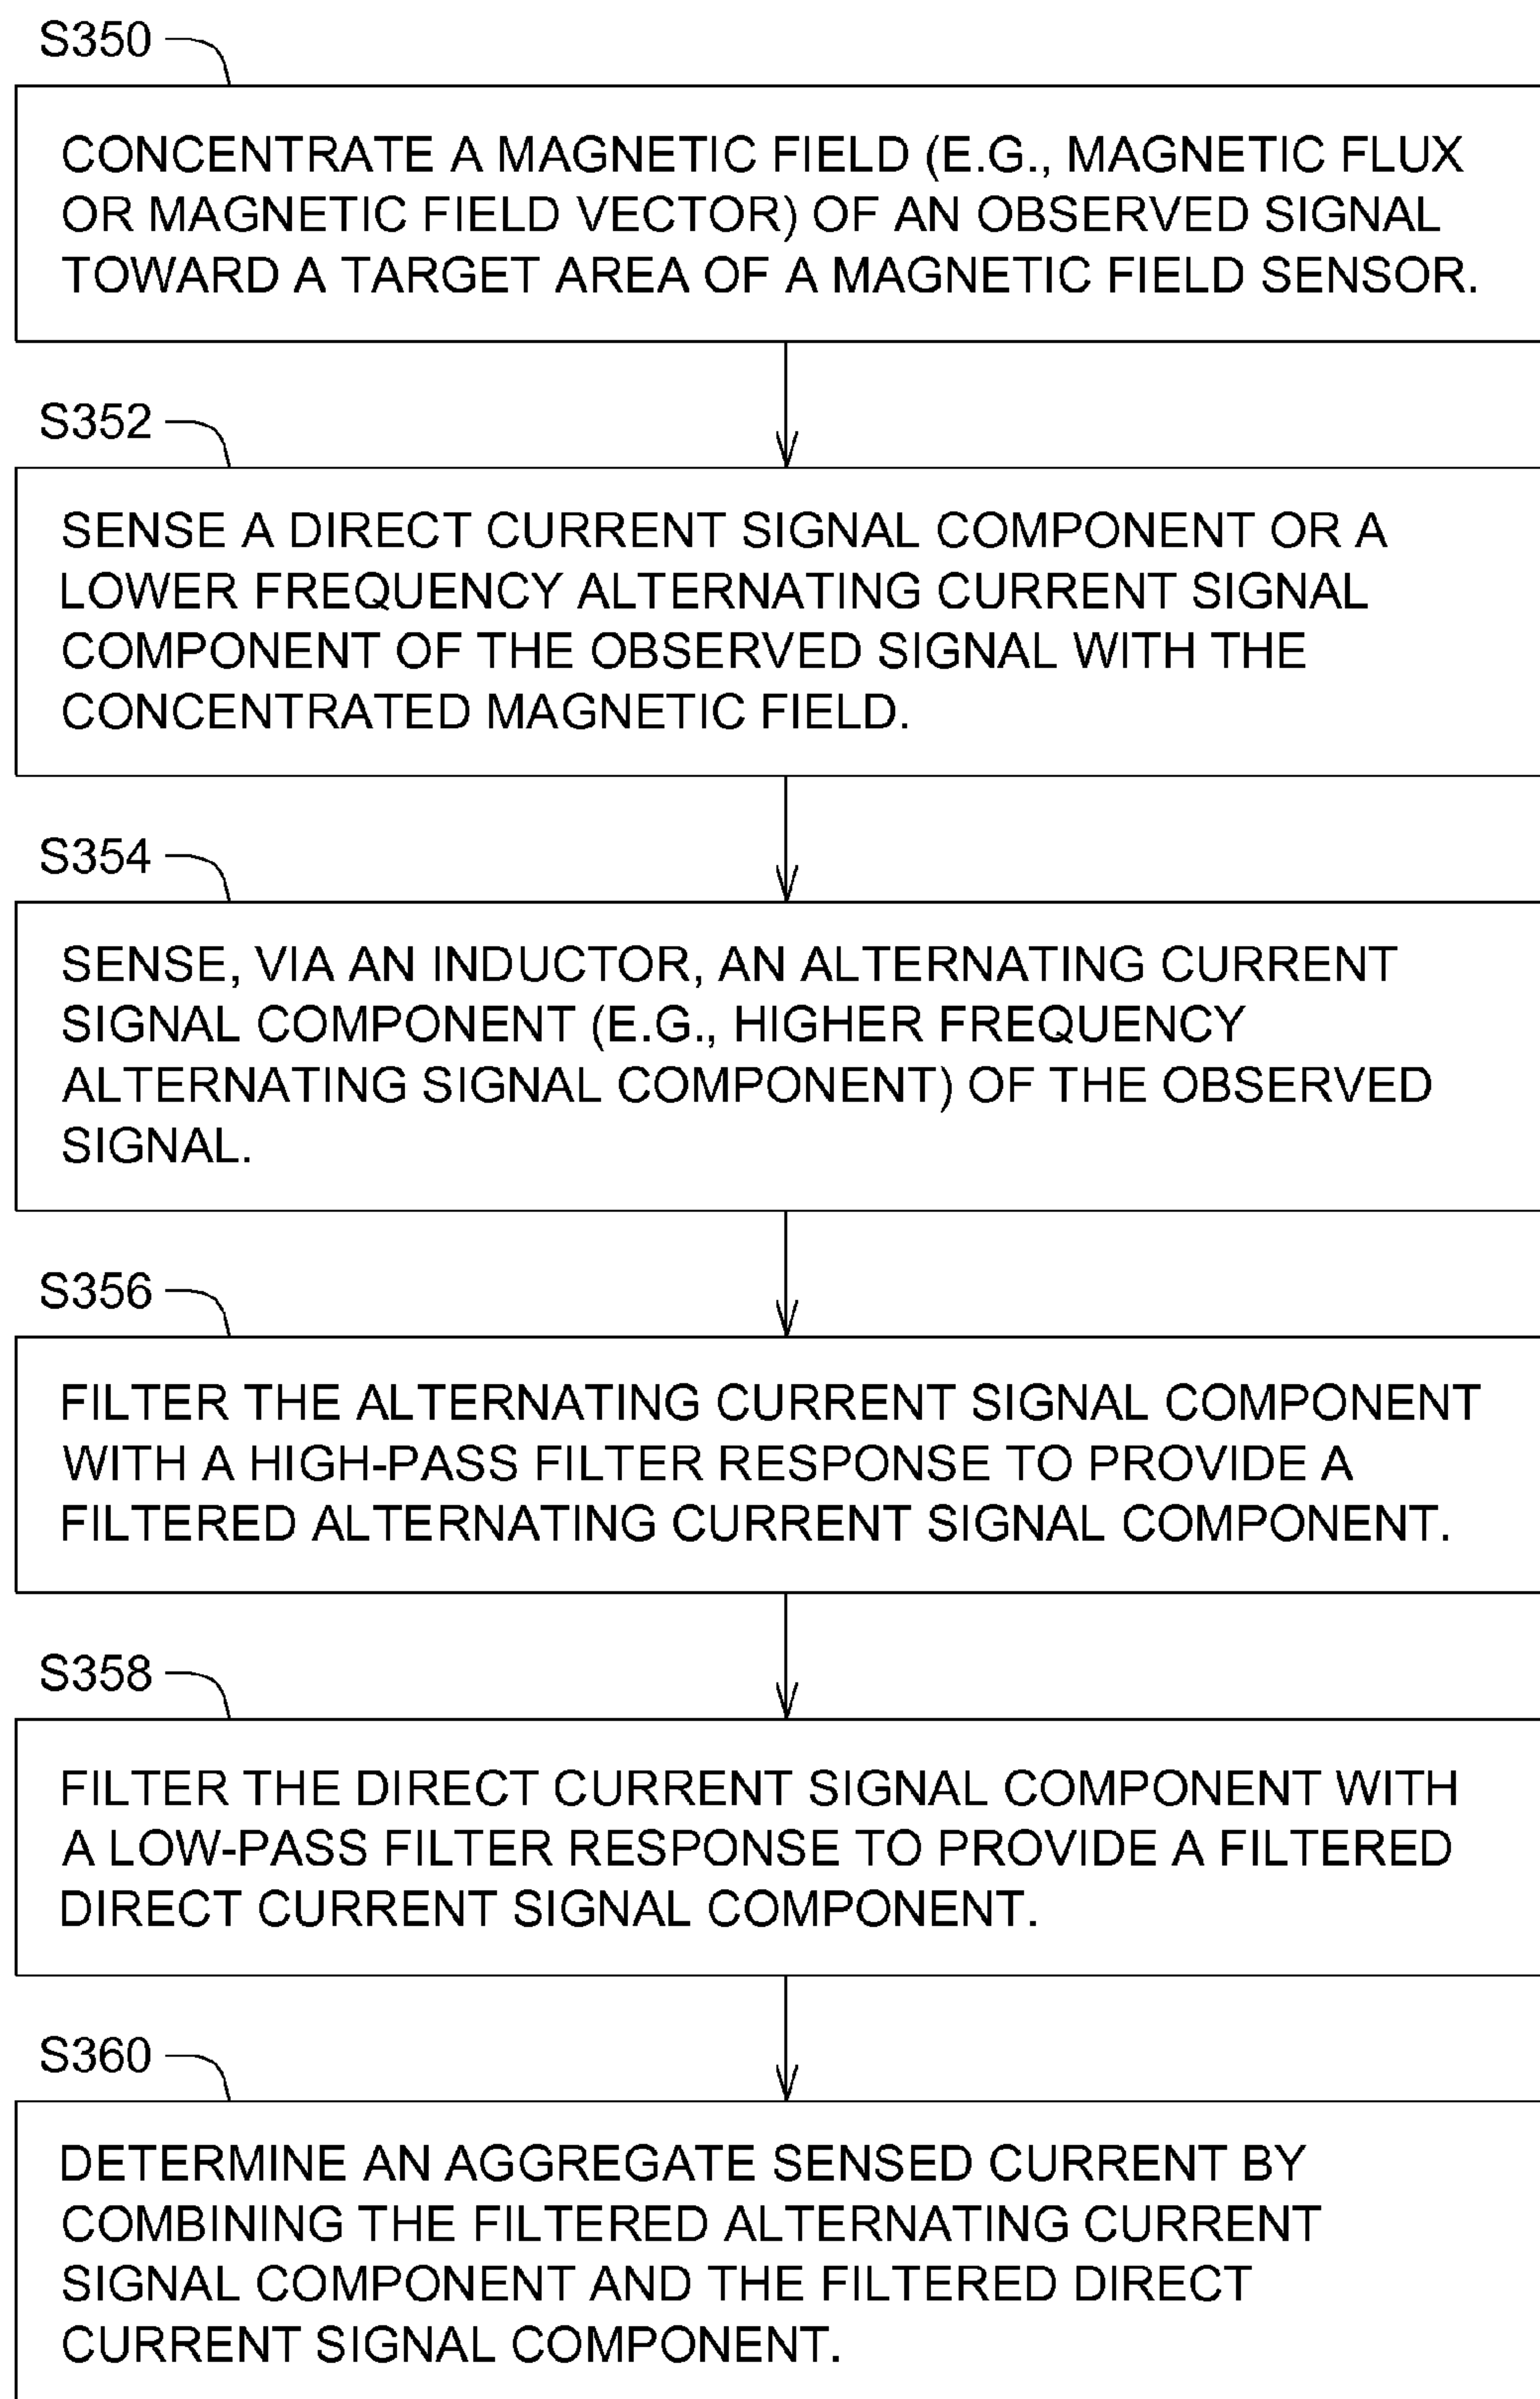 S350
CONCENTRATE A MAGNETIC FIELD (E.G., MAGNETIC FLUX
OR MAGNETIC FIELD VECTOR) OF AN OBSERVED SIGNAL
TOWARD A TARGET AREA OF A MAGNETIC FIELD SENSOR.
S352
SENSE A DIRECT CURRENT SIGNAL COMPONENT OR A
LOWER FREQUENCY ALTERNATING CURRENT SIGNAL
COMPONENT OF THE OBSERVED SIGNAL WITH THE
CONCENTRATED MAGNETIC FIELD.
S354
SENSE, VIA AN INDUCTOR, AN ALTERNATING CURRENT
SIGNAL COMPONENT (E.G., HIGHER FREQUENCY
ALTERNATING SIGNAL COMPONENT) OF THE OBSERVED
SIGNAL.
S356
FILTER THE ALTERNATING CURRENT SIGNAL COMPONENT
WITH A HIGH-PASS FILTER RESPONSE TO PROVIDE A
FILTERED ALTERNATING CURRENT SIGNAL COMPONENT.
S358
FILTER THE DIRECT CURRENT SIGNAL COMPONENT WITH
A LOW-PASS FILTER RESPONSE TO PROVIDE A FILTERED
DIRECT CURRENT SIGNAL COMPONENT.
S360
DETERMINE AN AGGREGATE SENSED CURRENT BY
COMBINING THE FILTERED ALTERNATING CURRENT
SIGNAL COMPONENT AND THE FILTERED DIRECT
CURRENT SIGNAL COMPONENT.